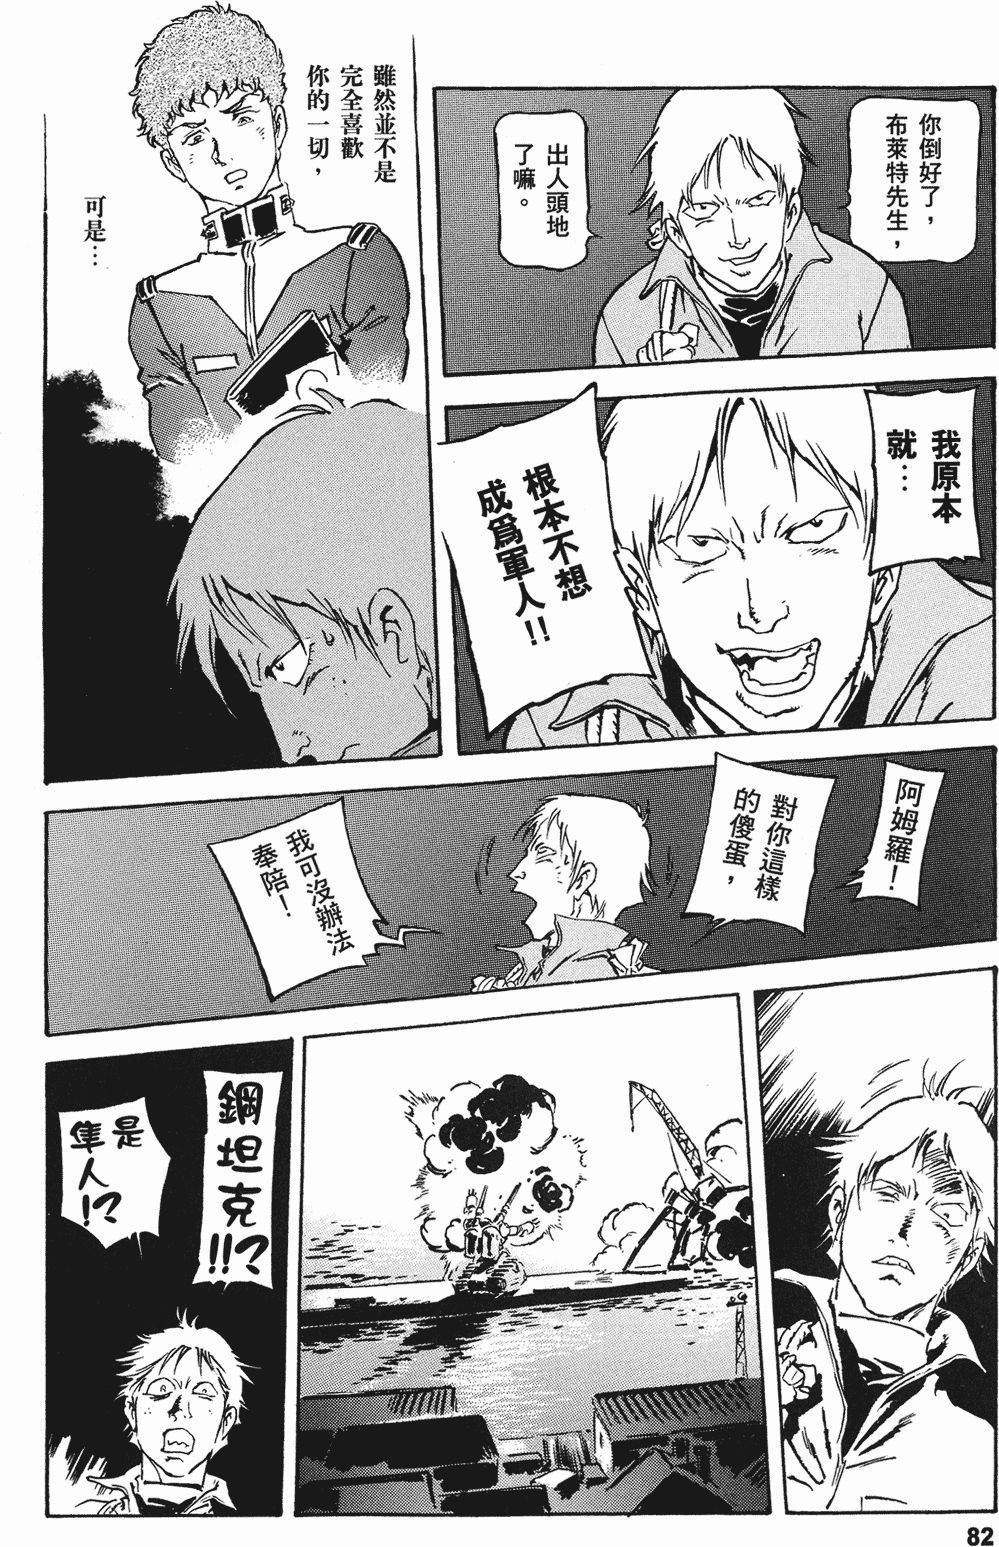 你倒好了，
布萊特先生，
出人頭地
了嘛。
我原本
就…
根本不想
成爲軍人!!
雖然並不是
完全喜歡
你的一切，
可是…
阿姆羅！
對你這樣
的傻蛋，
我可沒辦法
奉陪！
鋼坦克!!?
是
隼人!?
82